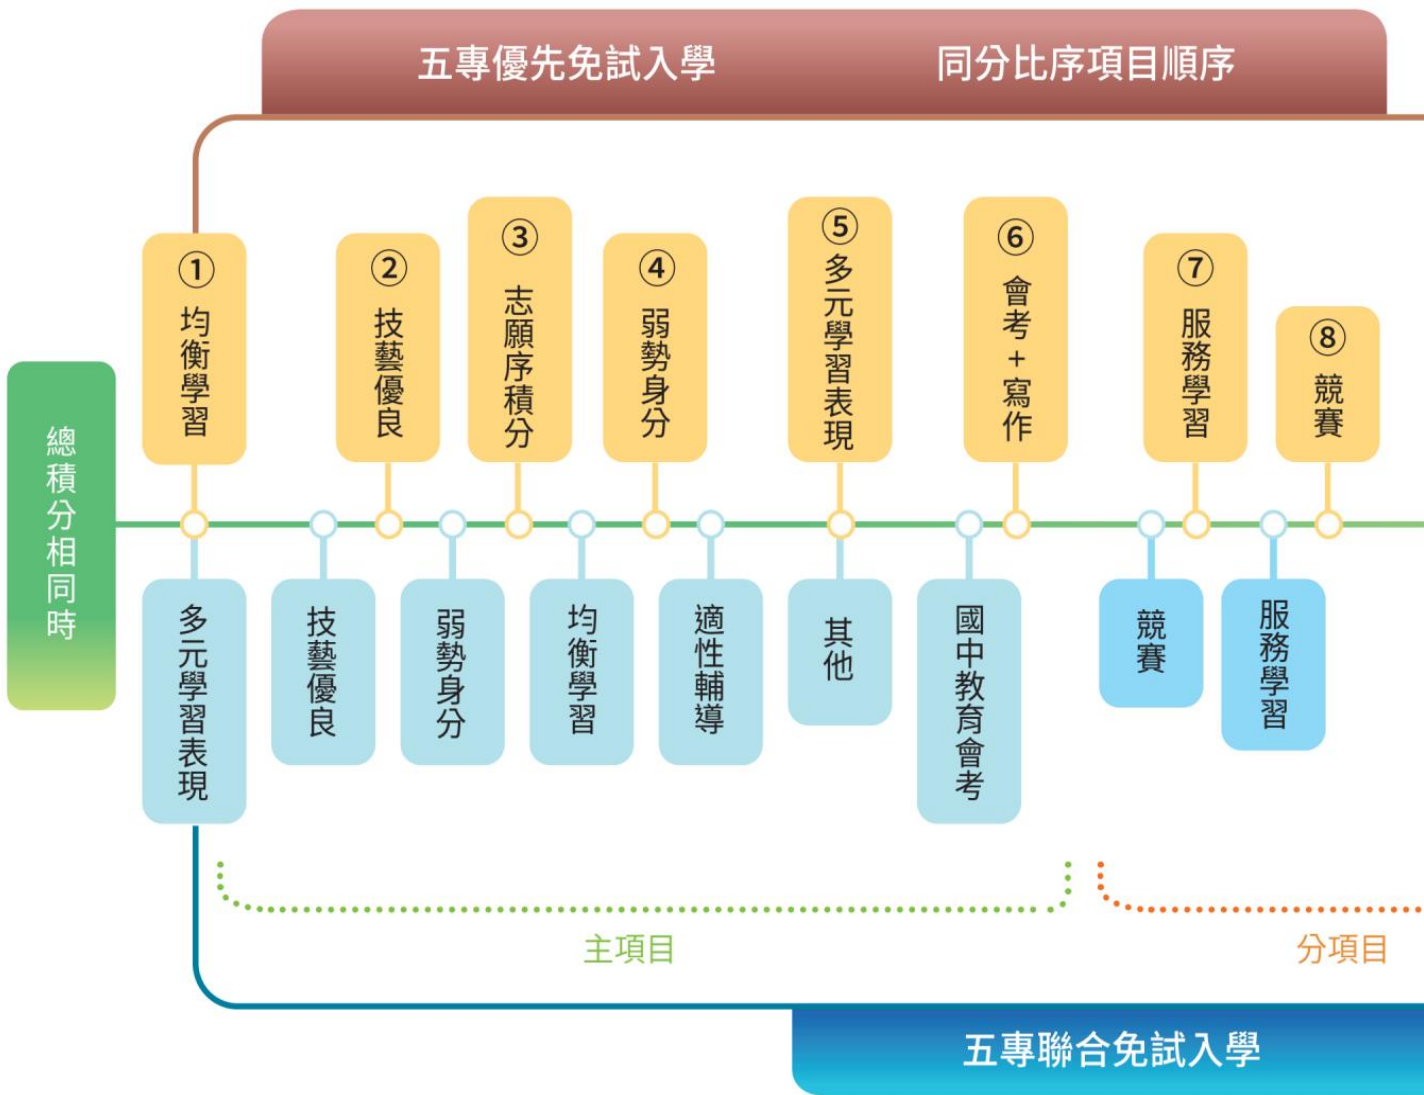 五專優先免試入學 同分比序項目順序
總積分相同時
① 均衡學習
② 技藝優良
③ 志願序積分
④ 弱勢身分
⑤ 多元學習表現
⑥ 會考+寫作
⑦ 服務學習
⑧ 競賽
多元學習表現
技藝優良
弱勢身分
均衡學習
適性輔導
其他
國中教育會考
競賽
服務學習
主項目
分項目
五專聯合免試入學